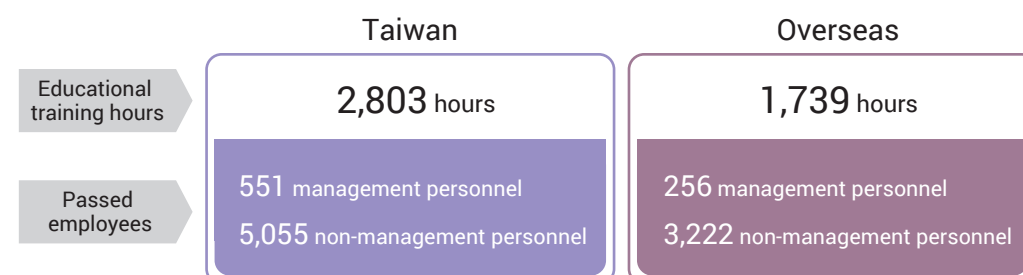 Taiwan
Overseas
Educational
training hours
2,803 hours
1,739 hours
Passed
employees
551 management personnel
5,055 non-management personnel
256 management personnel
3,222 non-management personnel